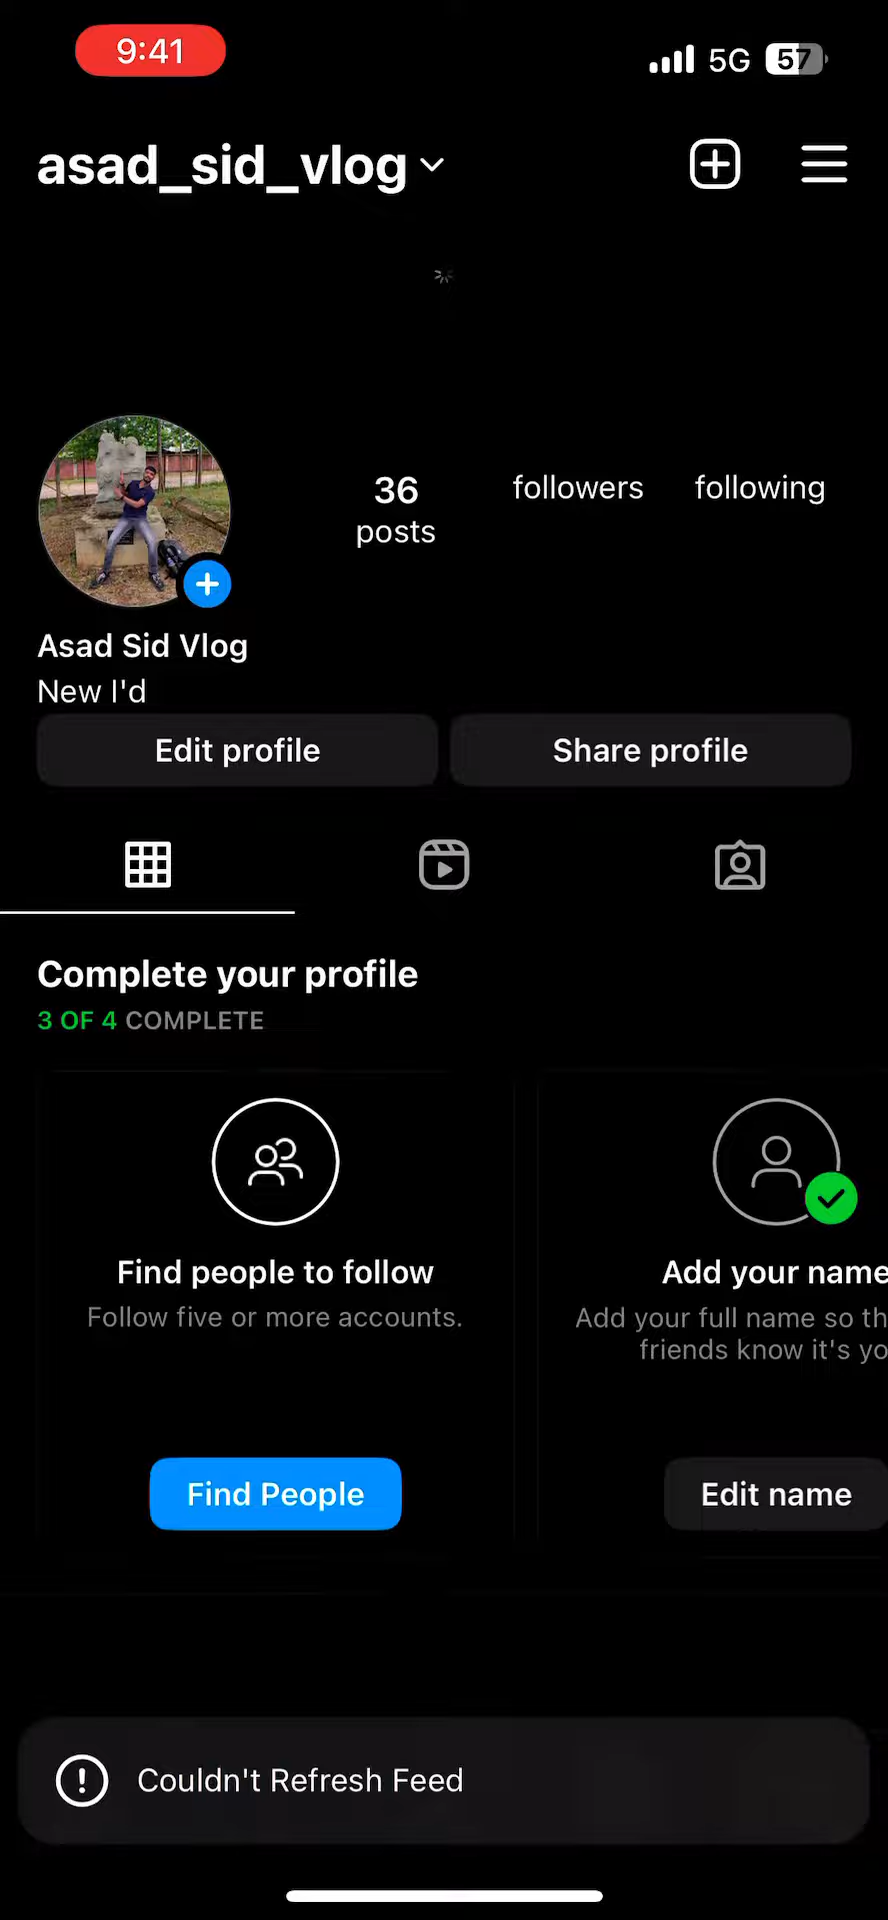 9:41
5G 57
asad_sid_vlog
36
posts
followers
following
Asad Sid Vlog
New I'd
Edit profile
Share profile
Complete your profile
3 OF 4 COMPLETE
Find people to follow
Follow five or more accounts.
Find People
Add your name
Add your full name so th
friends know it's yo
Edit name
Couldn't Refresh Feed